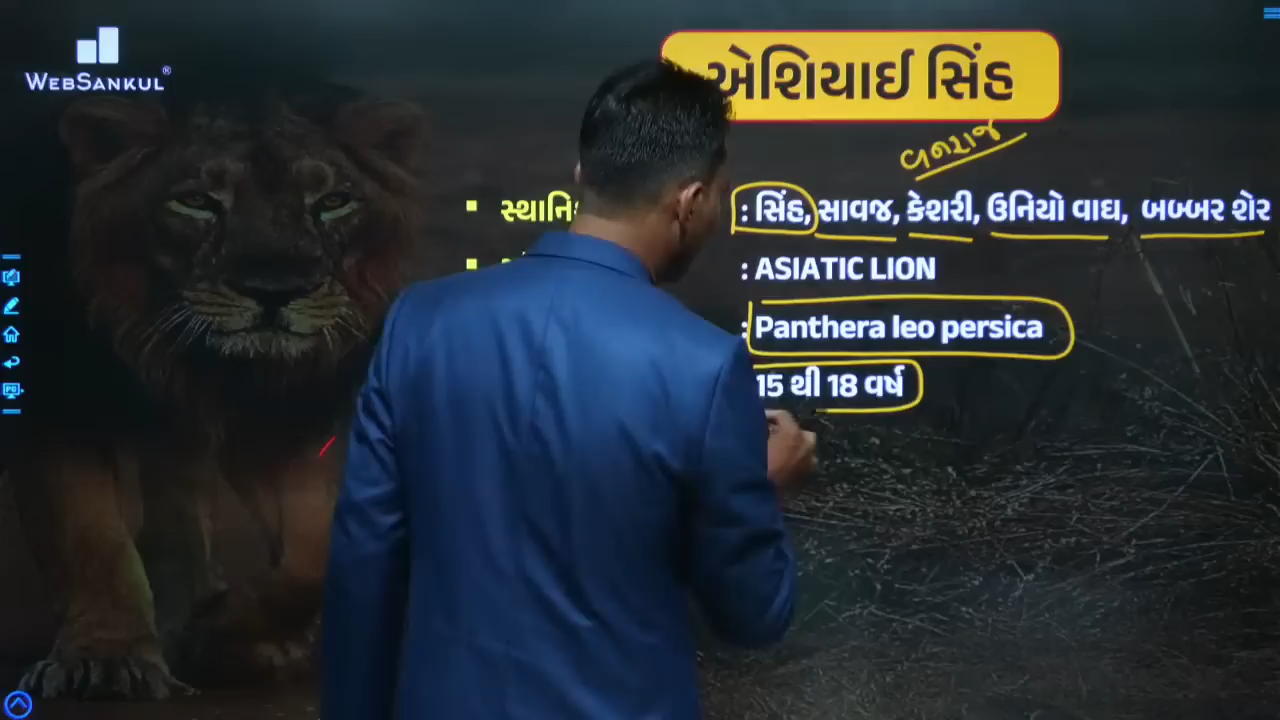 WEBSANKUL®
એશિયાઈ સિંહ
વનરાજ
: સિંહ, સાવજ, કેશરી, ઉનિયો વાઘ, બબ્બર શેર
: ASIATIC LION
: Panthera leo persica
15 થી 18 વર્ષ